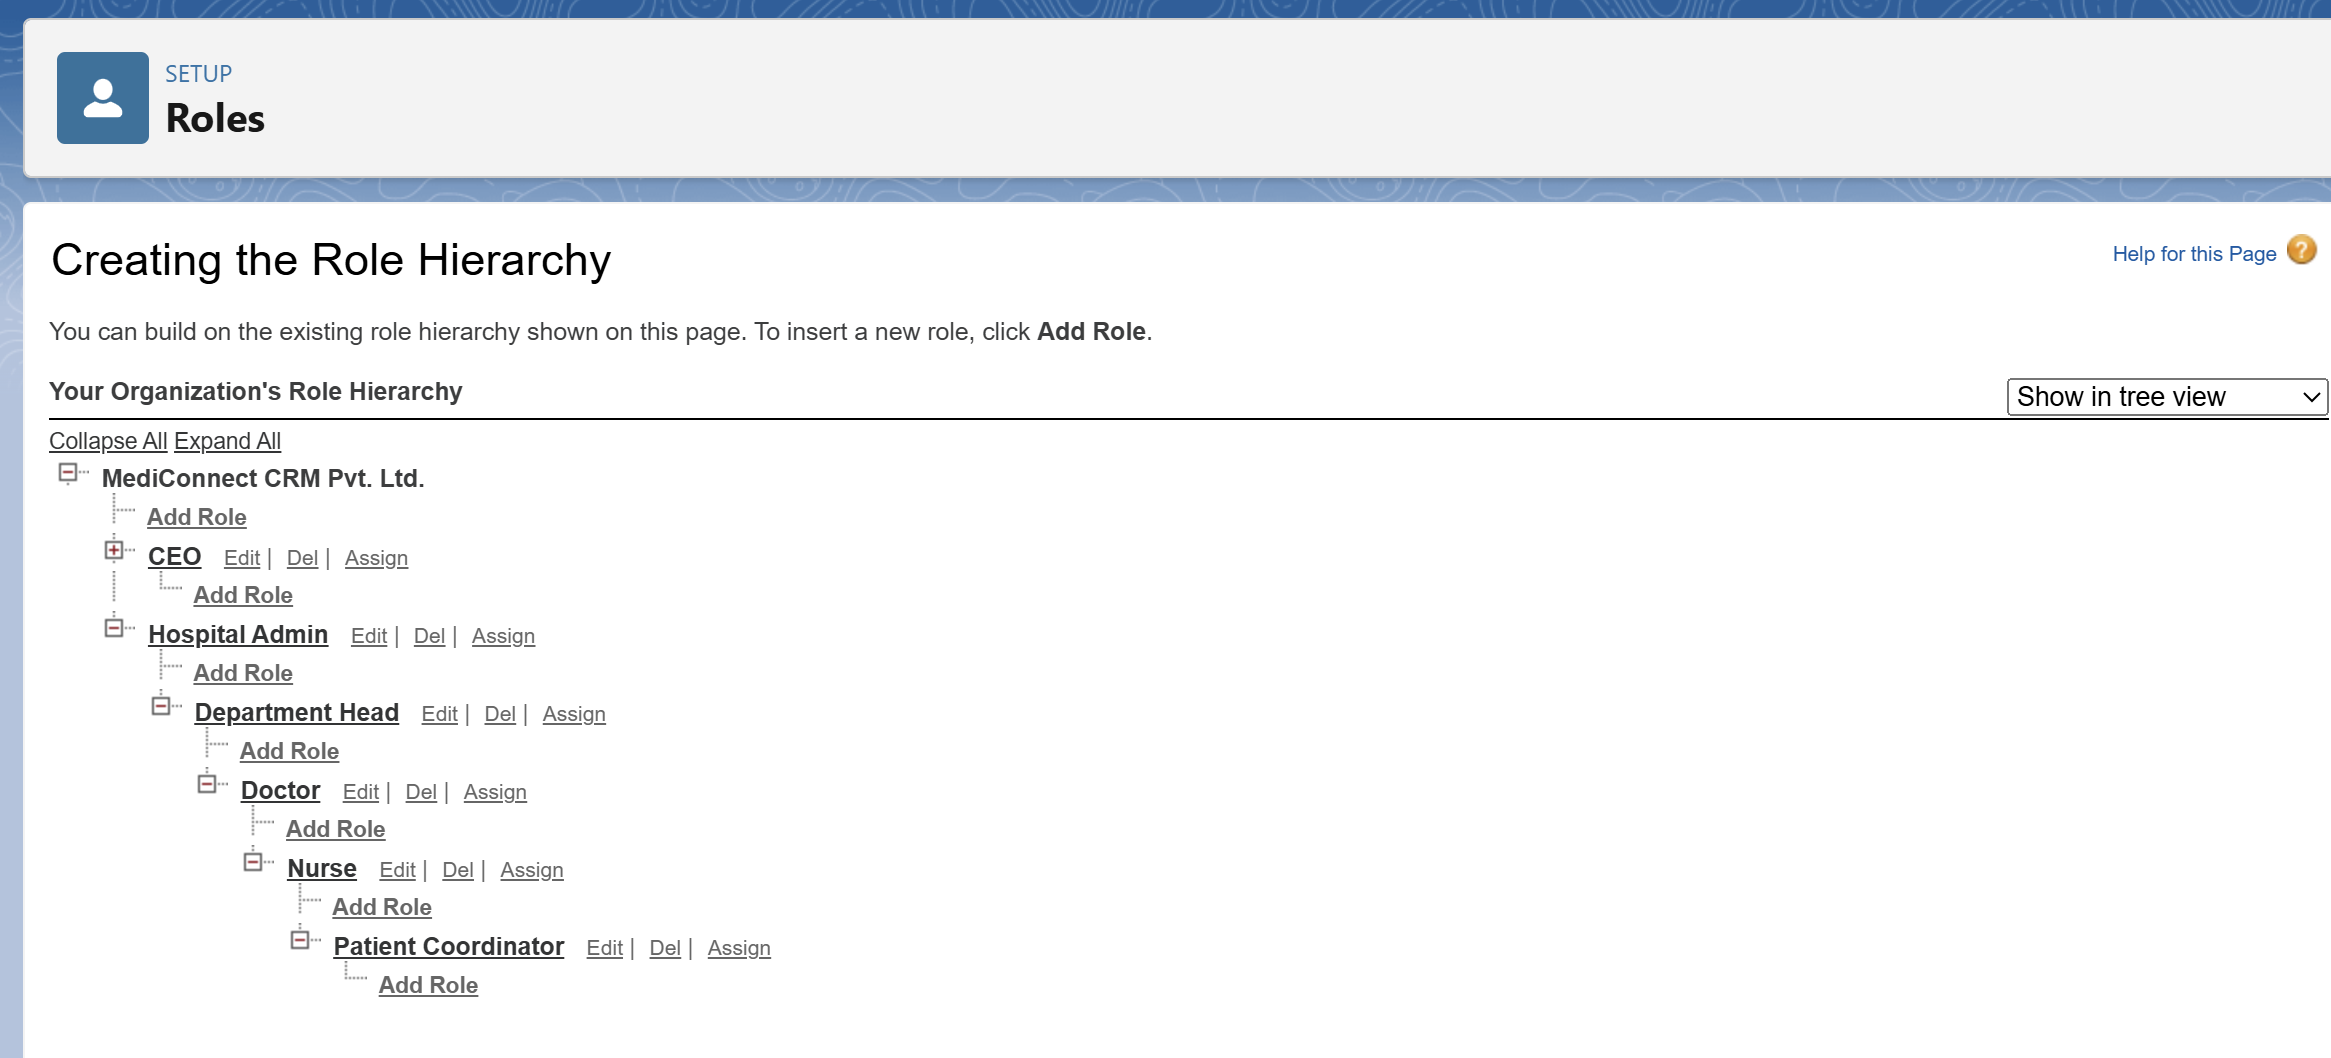 SETUP
Roles
Creating the Role Hierarchy
Help for this Page ?
You can build on the existing role hierarchy shown on this page. To insert a new role, click Add Role.
Your Organization's Role Hierarchy
Show in tree view
Collapse All Expand All
MediConnect CRM Pvt. Ltd.
Add Role
CEO Edit | Del | Assign
Add Role
Hospital Admin Edit | Del | Assign
Add Role
Department Head Edit | Del | Assign
Add Role
Doctor Edit | Del | Assign
Add Role
Nurse Edit | Del | Assign
Add Role
Patient Coordinator Edit | Del | Assign
Add Role